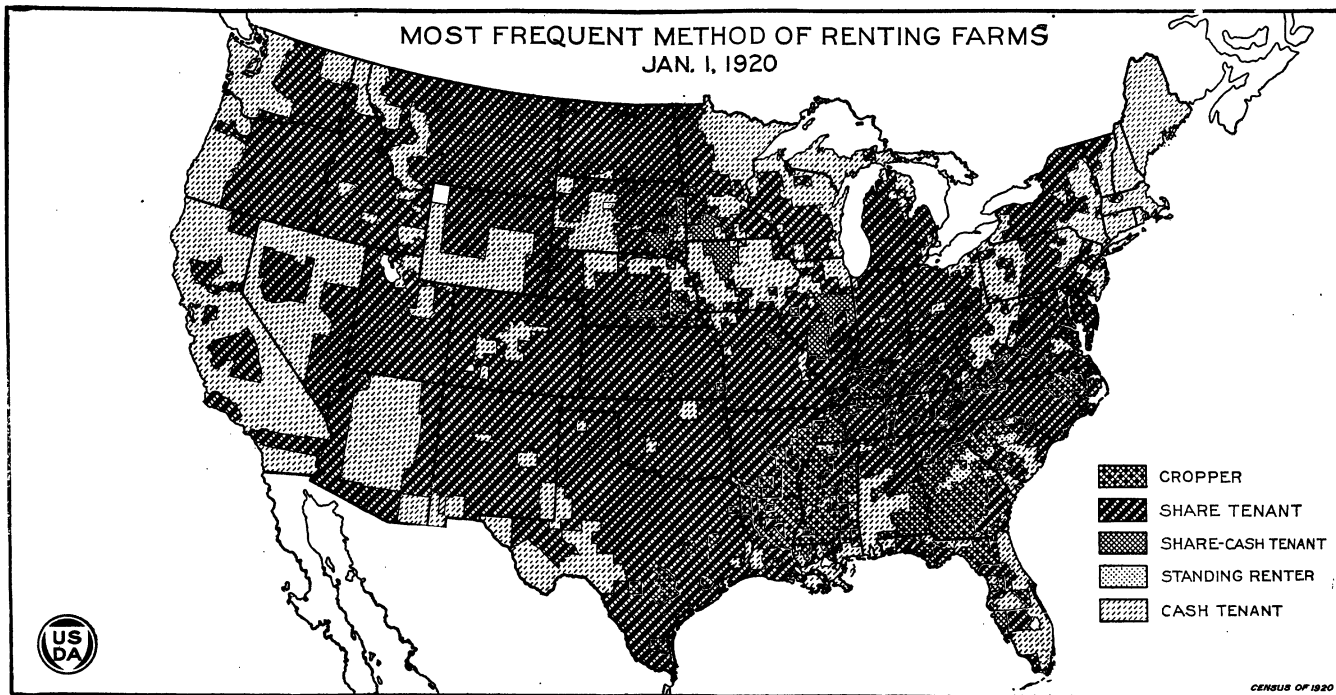 MOST FREQUENT METHOD OF RENTING FARMS
JAN. 1, 1920
CROPPER
SHARE TENANT
SHARE-CASH TENANT
STANDING RENTER
CASH TENANT
US
DA
CENSUS OF 1920